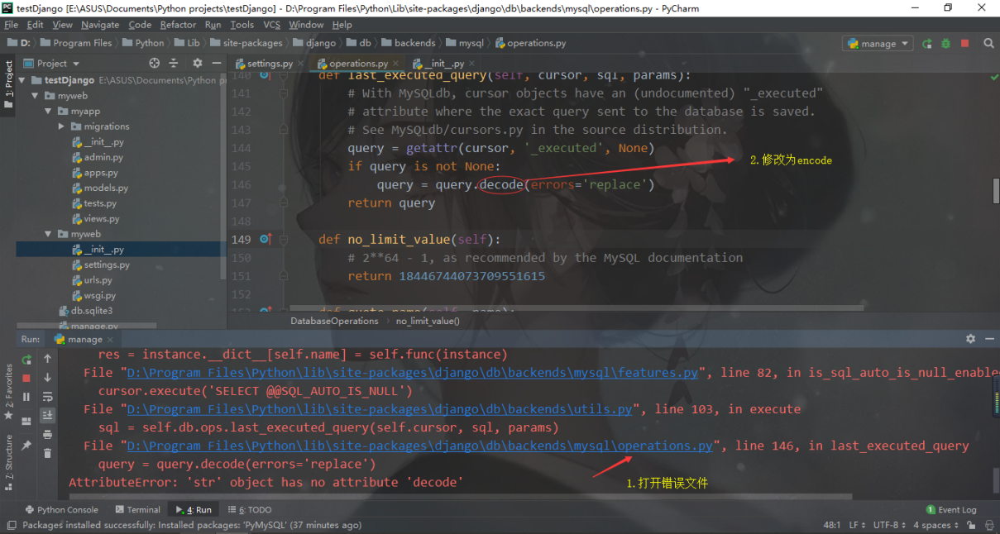 testDjango [E:\ASUS\Documents\Python projects\testDjango] - D:\Program Files\Python\Lib\site-packages\django\db\backends\mysql\operations.py - PyCharm
File Edit View Navigate Code Refactor Run Tools VCS Window Help
D: Program Files Python Lib site-packages django db backends mysql operations.py manage
Project settings.py operations.py __init__.py
1: Project
testDjango E:\ASUS\Documents\Python pr
myweb
myapp
migrations
__init__.py
admin.py
apps.py
models.py
tests.py
views.py
myweb
__init__.py
settings.py
urls.py
wsgi.py
db.sqlite3
manage.py
140 def last_executed_query(self, cursor, sql, params):
141 # With MySQLdb, cursor objects have an (undocumented) "_executed"
142 # attribute where the exact query sent to the database is saved.
143 # See MySQLdb/cursors.py in the source distribution.
144 query = getattr(cursor, '_executed', None)
145 if query is not None:
146 query = query.decode(errors='replace')
147 return query
148
149 def no_limit_value(self):
150 # 2**64 - 1, as recommended by the MySQL documentation
151 return 18446744073709551615
152
153 def quote_name(self, name):
2.修改为encode
DatabaseOperations no_limit_value()
Run: manage
res = instance.__dict__[self.name] = self.func(instance)
File "D:\Program Files\Python\lib\site-packages\django\db\backends\mysql\features.py", line 82, in is_sql_auto_is_null_enable
cursor.execute('SELECT @@SQL_AUTO_IS_NULL')
File "D:\Program Files\Python\lib\site-packages\django\db\backends\utils.py", line 103, in execute
sql = self.db.ops.last_executed_query(self.cursor, sql, params)
File "D:\Program Files\Python\lib\site-packages\django\db\backends\mysql\operations.py", line 146, in last_executed_query
query = query.decode(errors='replace')
AttributeError: 'str' object has no attribute 'decode'
1.打开错误文件
2: Favorites
7: Structure
Python Console Terminal 4: Run 6: TODO 1 Event Log
Packages installed successfully: Installed packages: 'PyMySQL' (37 minutes ago) 48:1 LF UTF-8 4 spaces